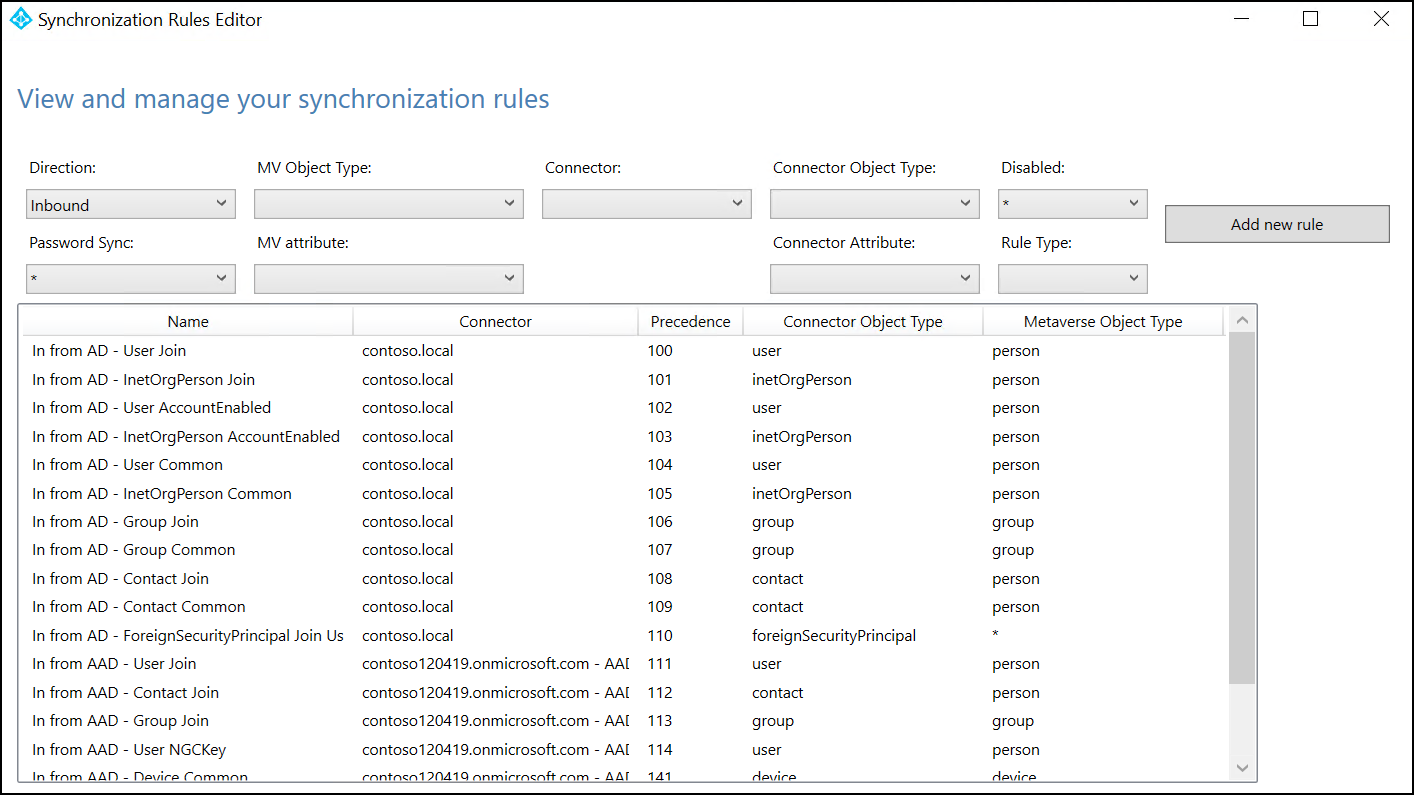 Synchronization Rules Editor
View and manage your synchronization rules
Direction: MV Object Type: Connector: Connector Object Type: Disabled:
Inbound *
Add new rule
Password Sync: MV attribute: Connector Attribute: Rule Type:
*
Name Connector Precedence Connector Object Type Metaverse Object Type
In from AD - User Join contoso.local 100 user person
In from AD - InetOrgPerson Join contoso.local 101 inetOrgPerson person
In from AD - User AccountEnabled contoso.local 102 user person
In from AD - InetOrgPerson AccountEnabled contoso.local 103 inetOrgPerson person
In from AD - User Common contoso.local 104 user person
In from AD - InetOrgPerson Common contoso.local 105 inetOrgPerson person
In from AD - Group Join contoso.local 106 group group
In from AD - Group Common contoso.local 107 group group
In from AD - Contact Join contoso.local 108 contact person
In from AD - Contact Common contoso.local 109 contact person
In from AD - ForeignSecurityPrincipal Join Us contoso.local 110 foreignSecurityPrincipal *
In from AAD - User Join contoso120419.onmicrosoft.com - AAD 111 user person
In from AAD - Contact Join contoso120419.onmicrosoft.com - AAD 112 contact person
In from AAD - Group Join contoso120419.onmicrosoft.com - AAD 113 group group
In from AAD - User NGCKey contoso120419.onmicrosoft.com - AAD 114 user person
In from AAD - Device Common contoso120419.onmicrosoft.com - AAD 141 device device